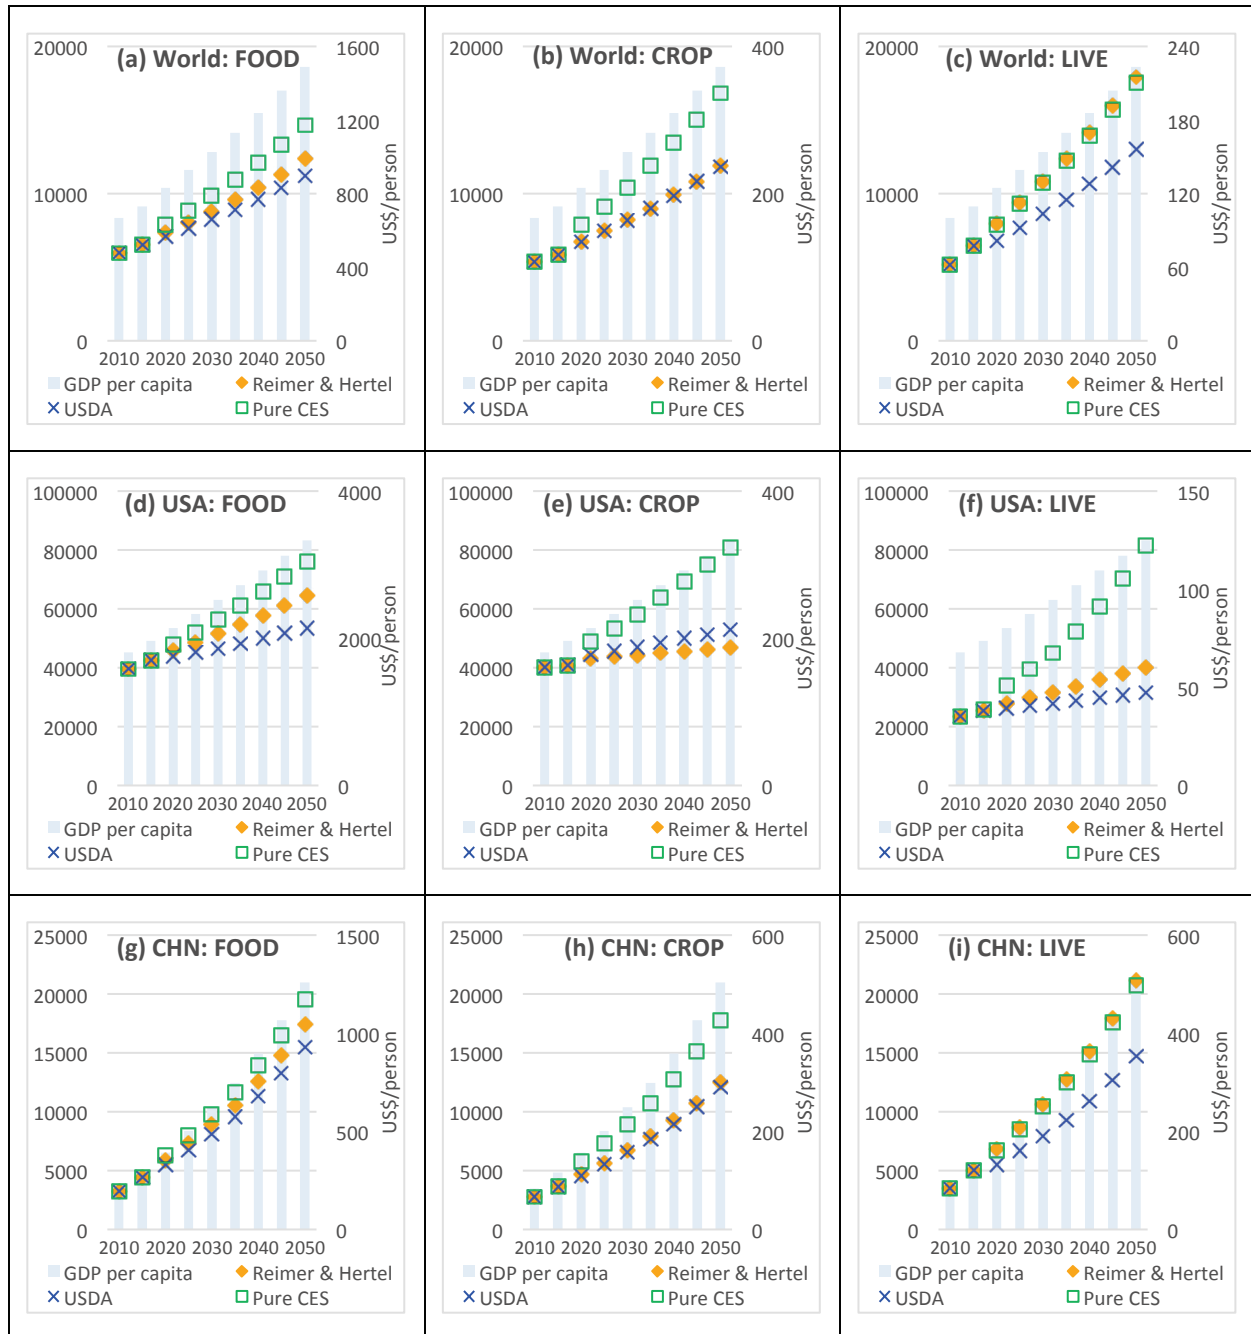 (a) World: FOOD
20000
10000
0
1600
1200
800
400
0
US$/person
2010 2020 2030 2040 2050
GDP per capita
Reimer & Hertel
USDA
Pure CES
(b) World: CROP
20000
10000
0
400
200
0
US$/person
2010 2020 2030 2040 2050
GDP per capita
Reimer & Hertel
USDA
Pure CES
(c) World: LIVE
20000
10000
0
240
180
120
60
0
US$/person
2010 2020 2030 2040 2050
GDP per capita
Reimer & Hertel
USDA
Pure CES
(d) USA: FOOD
100000
80000
60000
40000
20000
0
4000
2000
0
US$/person
2010 2020 2030 2040 2050
GDP per capita
Reimer & Hertel
USDA
Pure CES
(e) USA: CROP
100000
80000
60000
40000
20000
0
400
200
0
US$/person
2010 2020 2030 2040 2050
GDP per capita
Reimer & Hertel
USDA
Pure CES
(f) USA: LIVE
100000
80000
60000
40000
20000
0
150
100
50
0
US$/person
2010 2020 2030 2040 2050
GDP per capita
Reimer & Hertel
USDA
Pure CES
(g) CHN: FOOD
25000
20000
15000
10000
5000
0
1500
1000
500
0
US$/person
2010 2020 2030 2040 2050
GDP per capita
Reimer & Hertel
USDA
Pure CES
(h) CHN: CROP
25000
20000
15000
10000
5000
0
600
400
200
0
US$/person
2010 2020 2030 2040 2050
GDP per capita
Reimer & Hertel
USDA
Pure CES
(i) CHN: LIVE
25000
20000
15000
10000
5000
0
600
400
200
0
US$/person
2010 2020 2030 2040 2050
GDP per capita
Reimer & Hertel
USDA
Pure CES